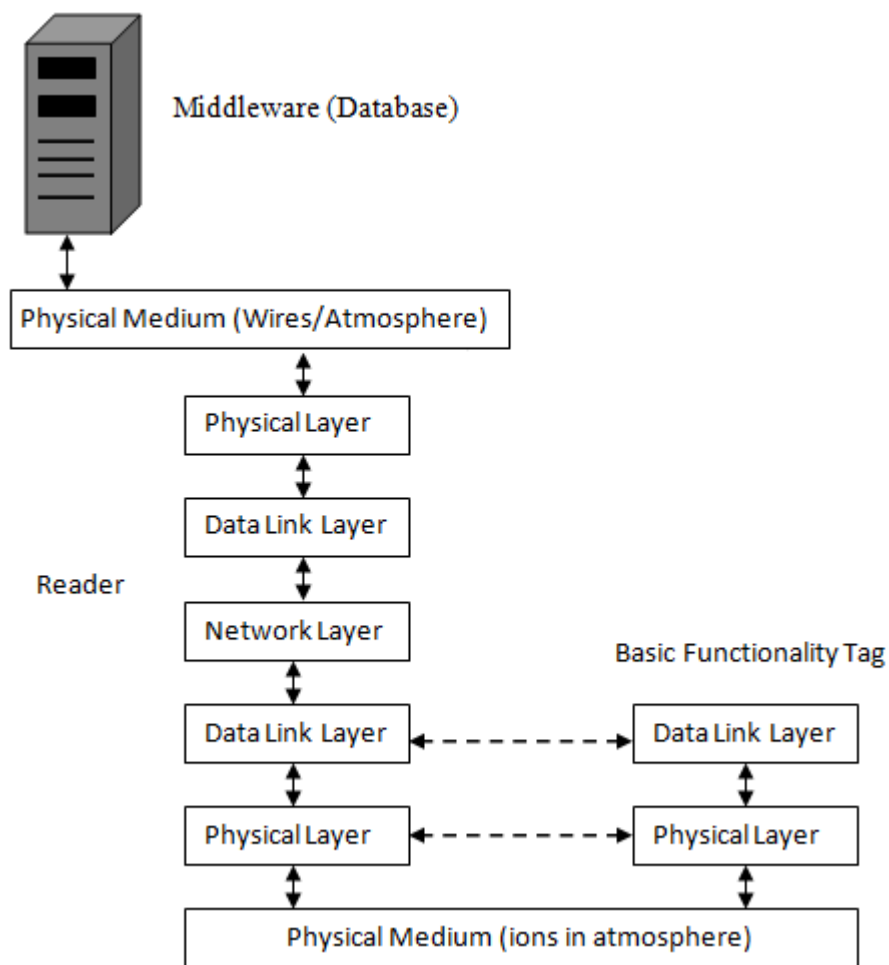 Middleware (Database)
Physical Medium (Wires/Atmosphere)
Physical Layer
Data Link Layer
Reader
Network Layer
Basic Functionality Tag
Data Link Layer
Data Link Layer
Physical Layer
Physical Layer
Physical Medium (ions in atmosphere)